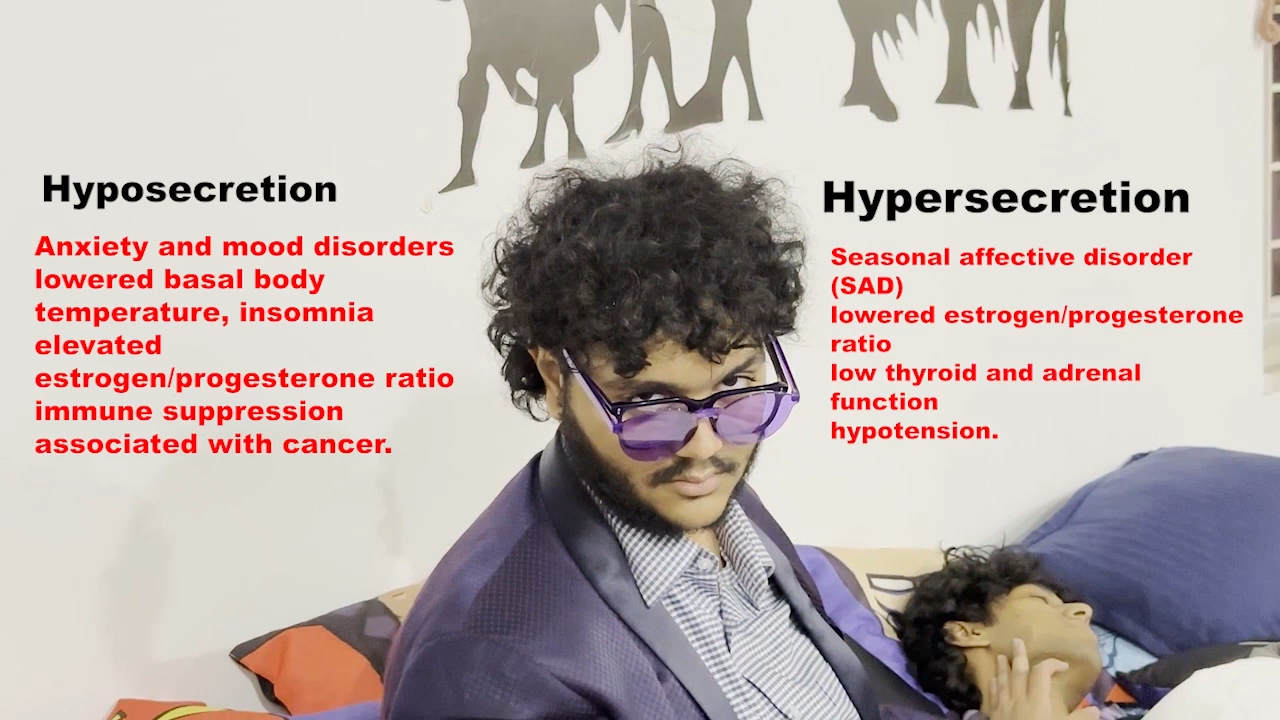 Hyposecretion
Anxiety and mood disorders
lowered basal body
temperature, insomnia
elevated
estrogen/progesterone ratio
immune suppression
associated with cancer.
Hypersecretion
Seasonal affective disorder
(SAD)
lowered estrogen/progesterone
ratio
low thyroid and adrenal
function
hypotension.